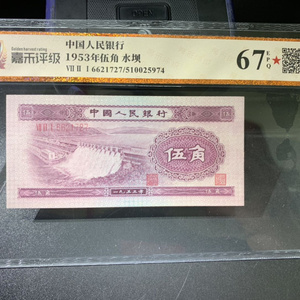 嘉禾评级
中国人民银行
1953年伍角 水坝
VII II I 6621727/510025974
67
EPQ
★
中国人民银行
伍角
一九五三年